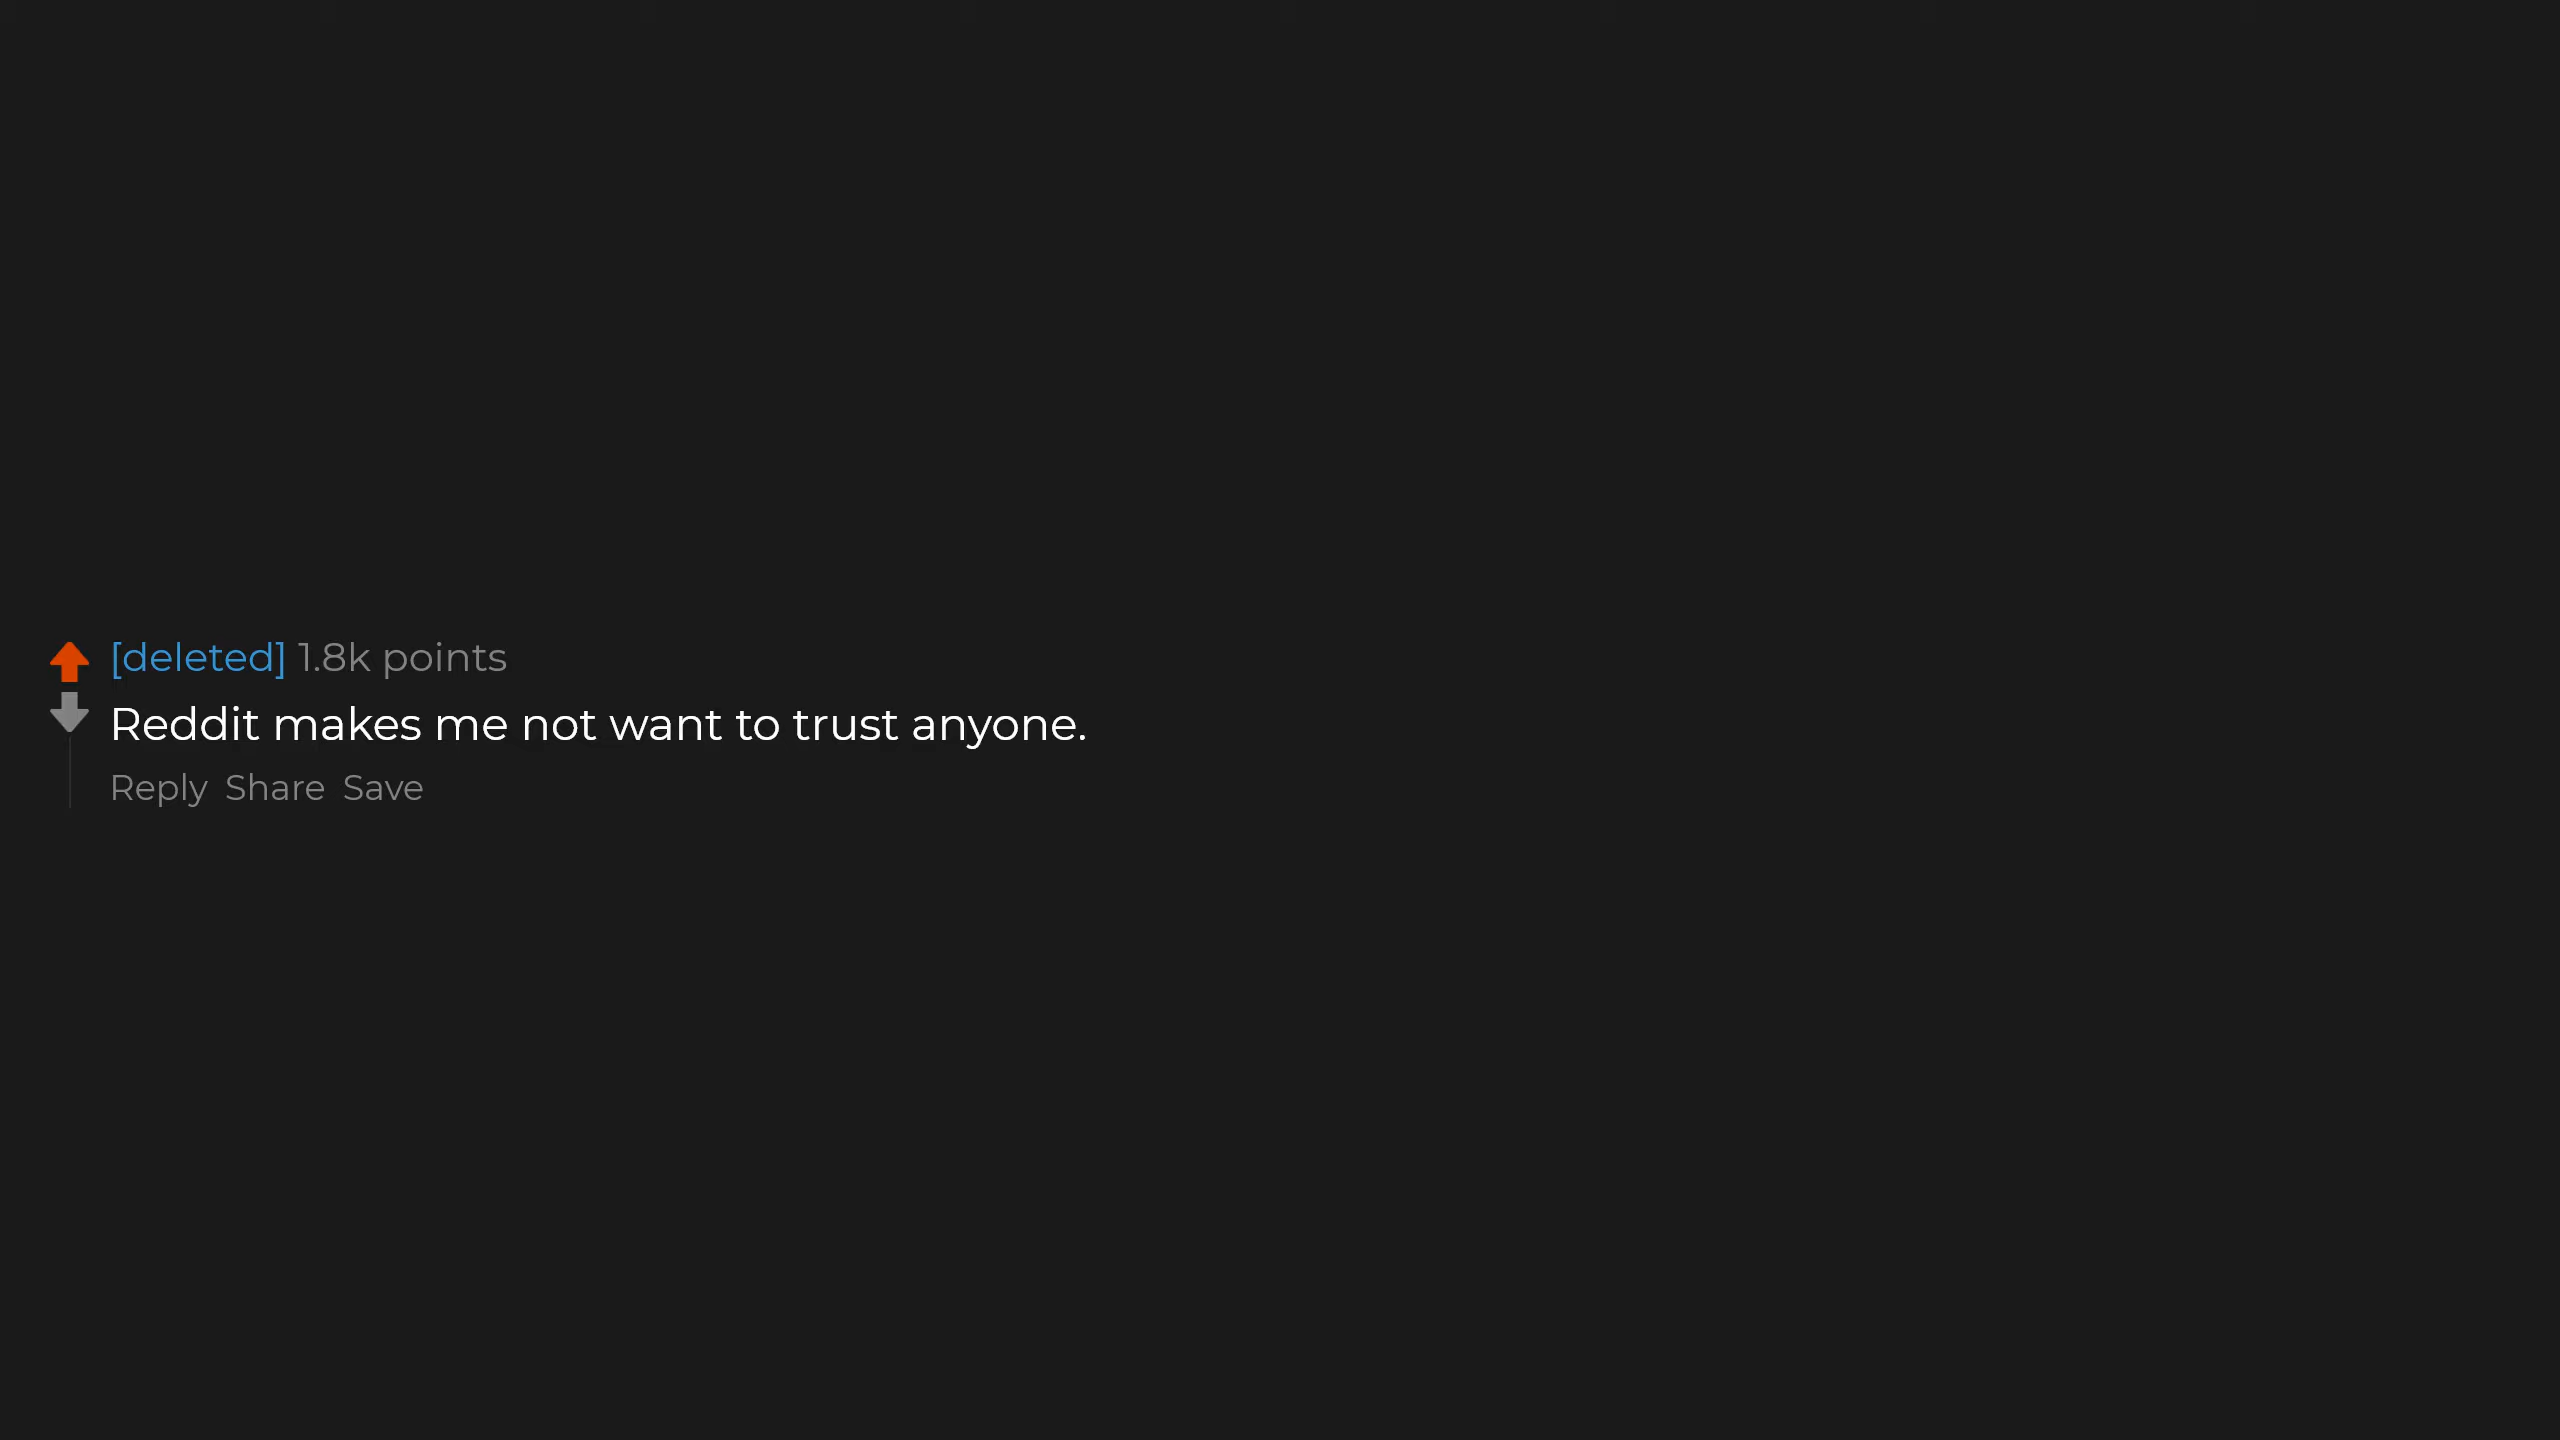 [deleted] 1.8k points
Reddit makes me not want to trust anyone.
Reply Share Save